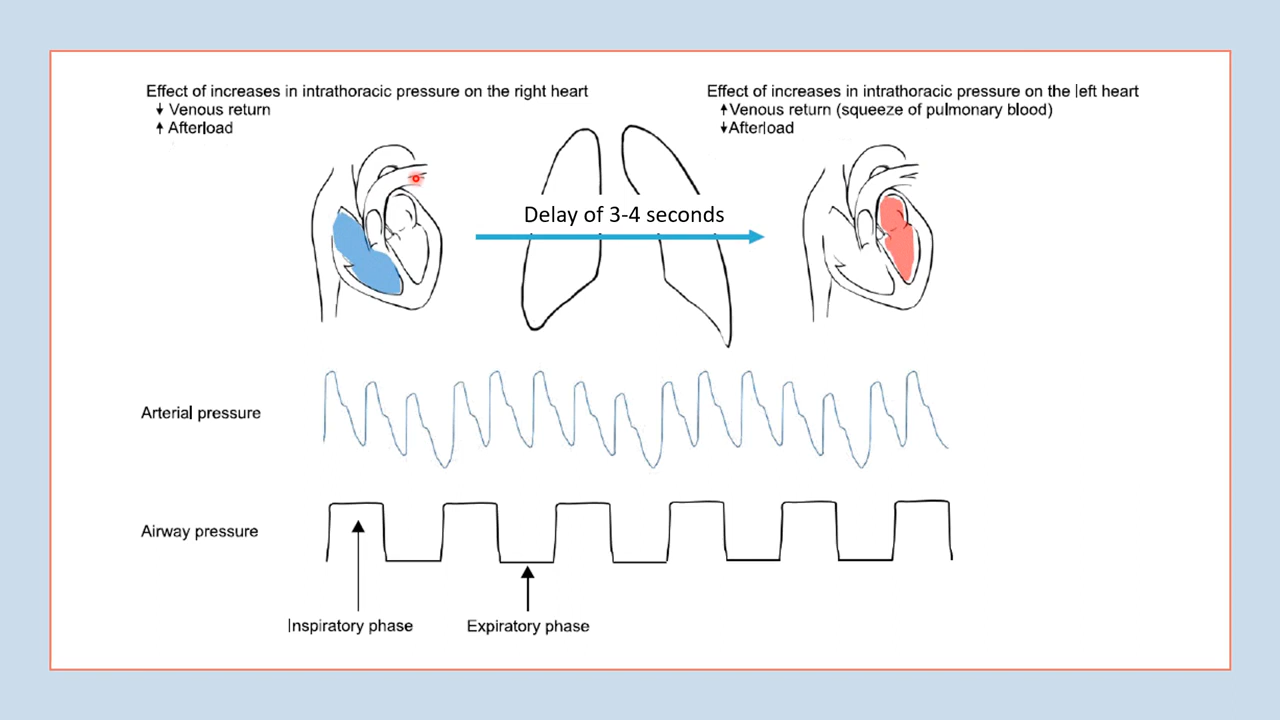 Effect of increases in intrathoracic pressure on the right heart
↓ Venous return
↑ Afterload
Effect of increases in intrathoracic pressure on the left heart
↑Venous return (squeeze of pulmonary blood)
↓Afterload
Delay of 3-4 seconds
Arterial pressure
Airway pressure
Inspiratory phase
Expiratory phase